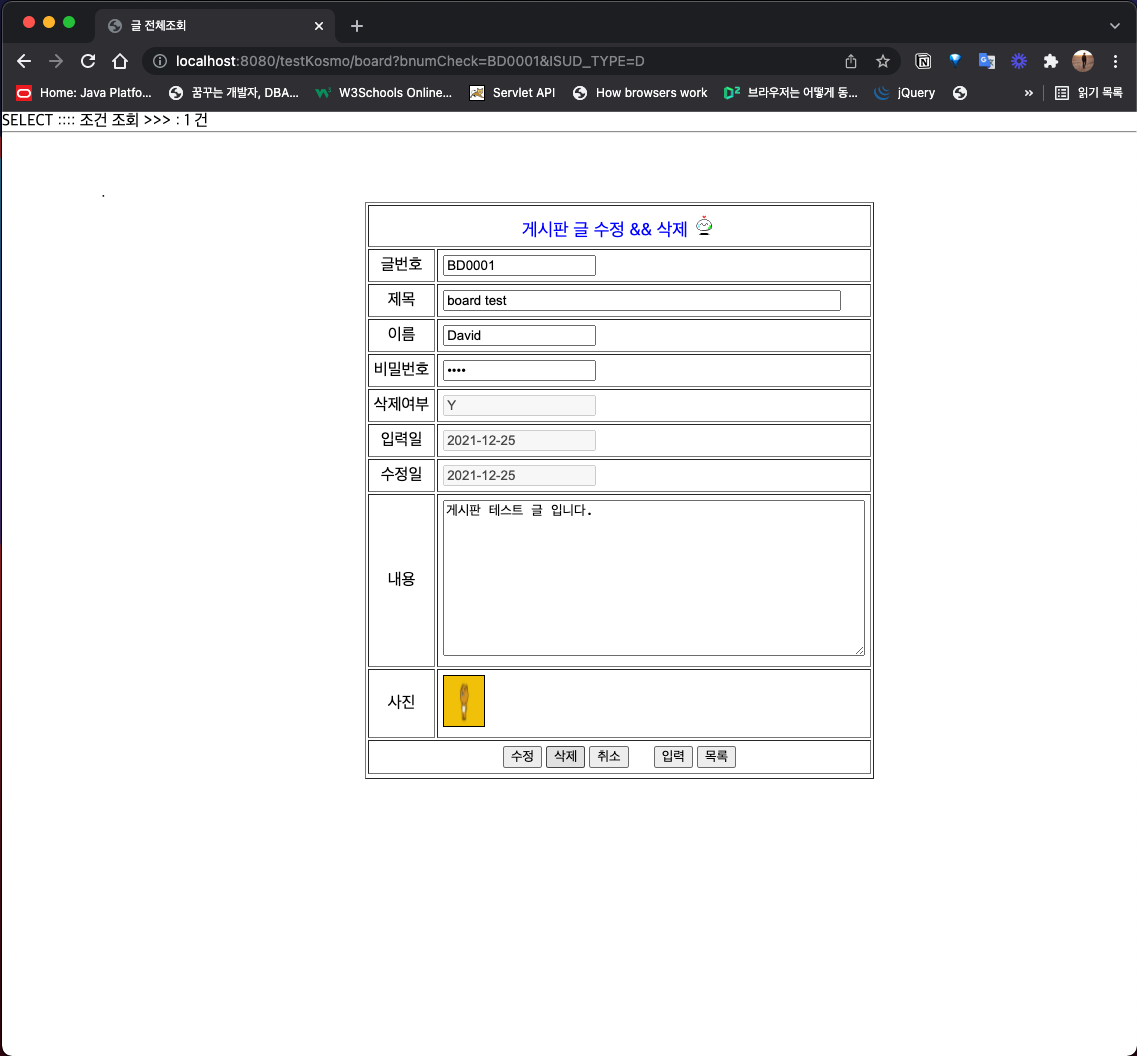 글 전체조회
localhost:8080/testKosmo/board?bnumCheck=BD0001&ISUD_TYPE=D
Home: Java Platfo... 꿈꾸는 개발자, DBA... W3Schools Online... Servlet API How browsers work 브라우저는 어떻게 동... jQuery » 읽기 목록
SELECT :::: 조건 조회 >>> : 1 건
.
게시판 글 수정 && 삭제
글번호 BD0001
제목 board test
이름 David
비밀번호 ••••
삭제여부 Y
입력일 2021-12-25
수정일 2021-12-25
내용 게시판 테스트 글 입니다.
사진
수정 삭제 취소 입력 목록